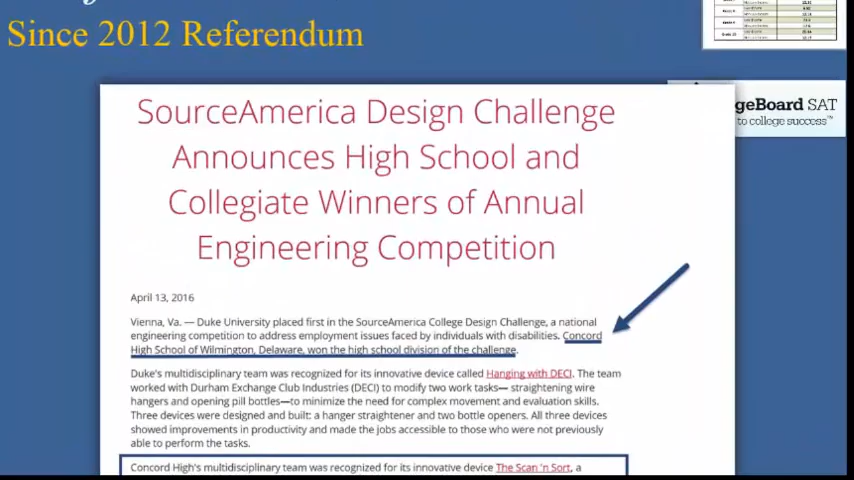 Since 2012 Referendum
geBoard SAT
to college success™
SourceAmerica Design Challenge
Announces High School and
Collegiate Winners of Annual
Engineering Competition
April 13, 2016
Vienna, Va. — Duke University placed first in the SourceAmerica College Design Challenge, a national
engineering competition to address employment issues faced by individuals with disabilities. Concord
High School of Wilmington, Delaware, won the high school division of the challenge.
Duke's multidisciplinary team was recognized for its innovative device called Hanging with DECI. The team
worked with Durham Exchange Club Industries (DECI) to modify two work tasks— straightening wire
hangers and opening pill bottles—to minimize the need for complex movement and evaluation skills.
Three devices were designed and built: a hanger straightener and two bottle openers. All three devices
showed improvements in productivity and made the jobs accessible to those who were not previously
able to perform the tasks.
Concord High's multidisciplinary team was recognized for its innovative device The Scan 'n Sort, a